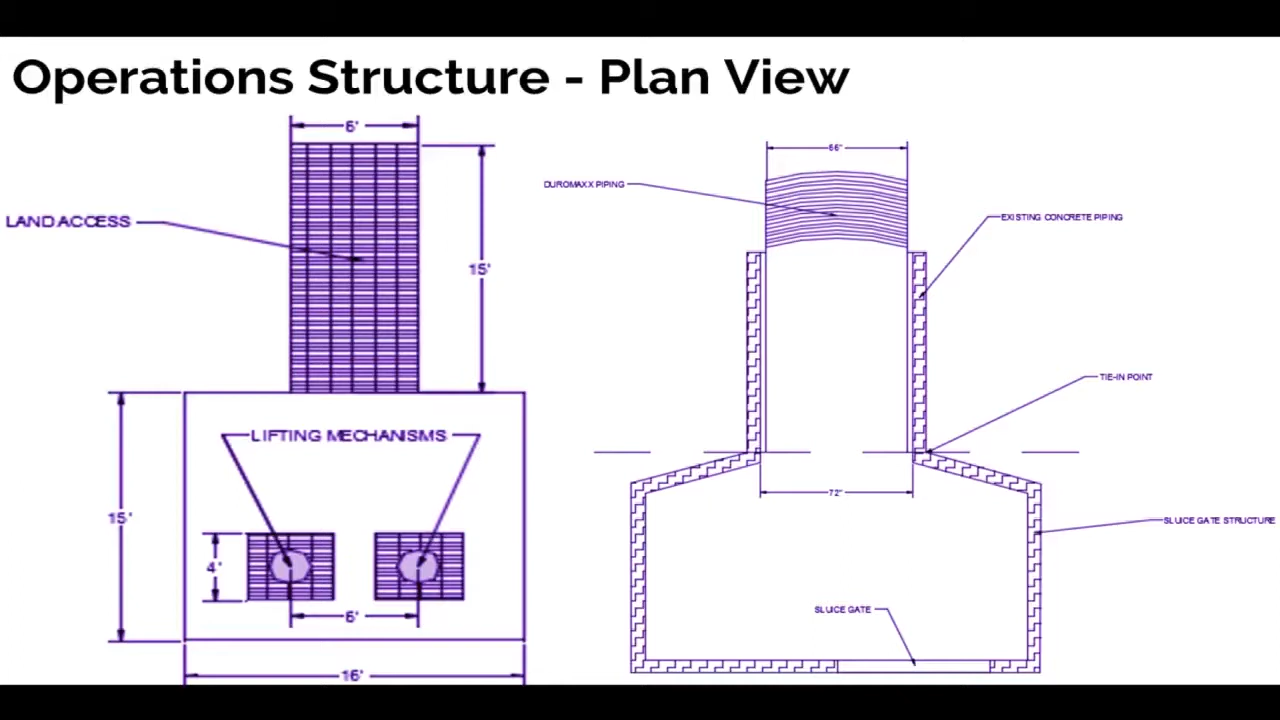 Operations Structure - Plan View
6'
LAND ACCESS
15'
LIFTING MECHANISMS
15'
4'
6'
16'
66"
DUROMAXX PIPING
EXISTING CONCRETE PIPING
TIE-IN POINT
72"
SLUICE GATE STRUCTURE
SLUICE GATE